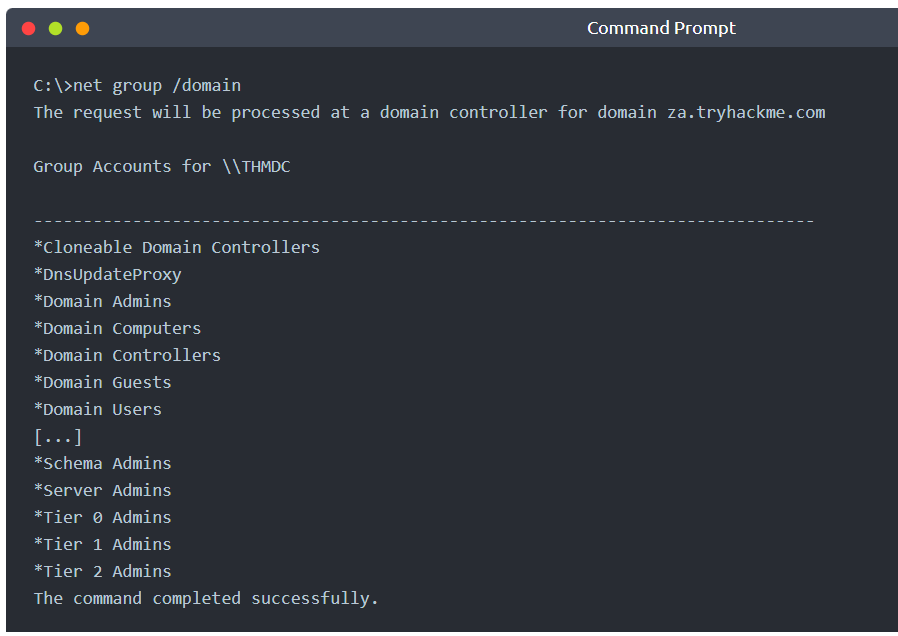 Command Prompt
C:\>net group /domain
The request will be processed at a domain controller for domain za.tryhackme.com
Group Accounts for \\THMDC
-------------------------------------------------------------------------------
*Cloneable Domain Controllers
*DnsUpdateProxy
*Domain Admins
*Domain Computers
*Domain Controllers
*Domain Guests
*Domain Users
[...]
*Schema Admins
*Server Admins
*Tier 0 Admins
*Tier 1 Admins
*Tier 2 Admins
The command completed successfully.